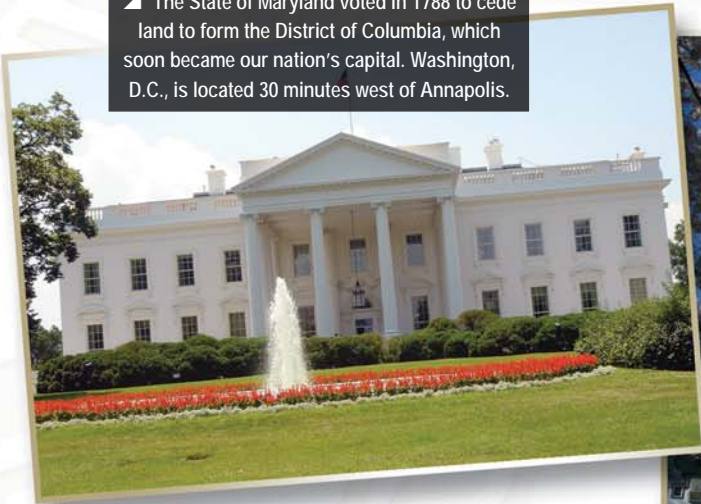 The State of Maryland voted in 1788 to cede
land to form the District of Columbia, which
soon became our nation's capital. Washington,
D.C., is located 30 minutes west of Annapolis.